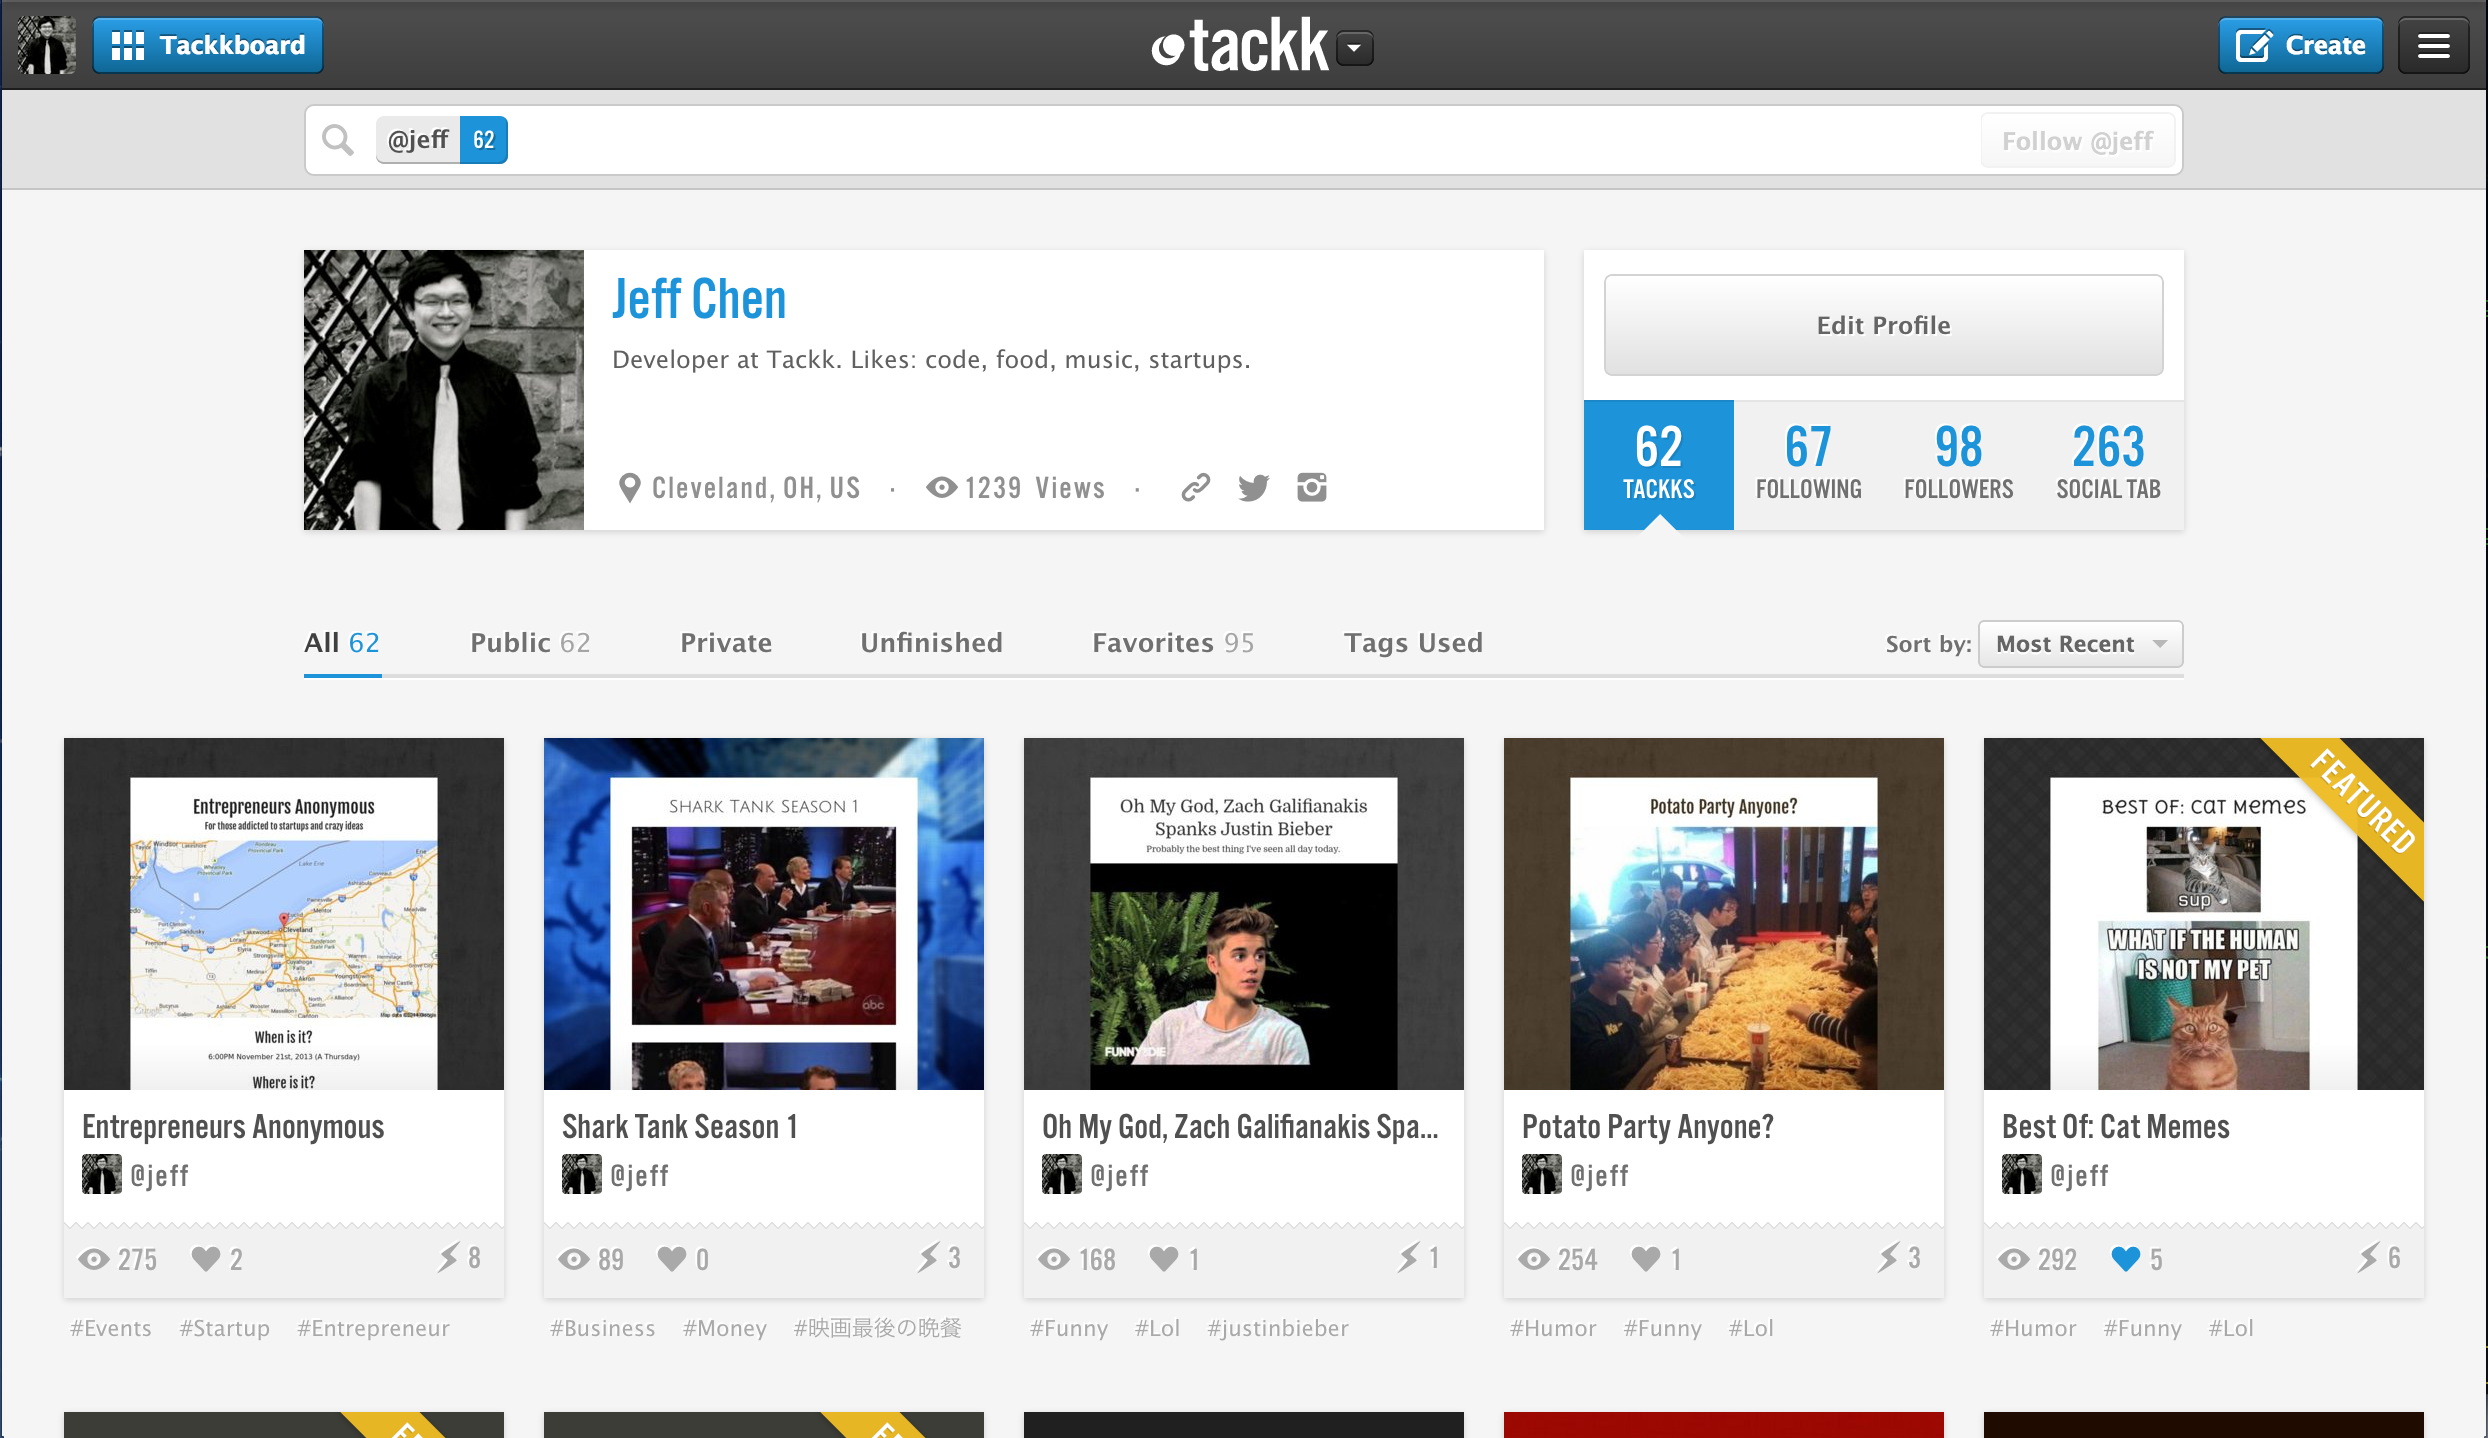 Tackkboard
tackk
Create
@jeff 62
Follow @jeff
Jeff Chen
Developer at Tackk. Likes: code, food, music, startups.
Cleveland, OH, US · 1239 Views ·
Edit Profile
62 TACKKS
67 FOLLOWING
98 FOLLOWERS
263 SOCIAL TAB
All 62 Public 62 Private Unfinished Favorites 95 Tags Used
Sort by: Most Recent
Entrepreneurs Anonymous
For those addicted to startups and crazy ideas
Lake Erie
Cleveland
When is it?
6:00PM November 21st, 2013 (A Thursday)
Where is it?
Entrepreneurs Anonymous
@jeff
275 2 8
#Events #Startup #Entrepreneur
SHARK TANK SEASON 1
abc
Shark Tank Season 1
@jeff
89 0 3
#Business #Money #映画最後の晩餐
Oh My God, Zach Galifianakis
Spanks Justin Bieber
Probably the best thing I've seen all day today.
FUNNY DIE
Oh My God, Zach Galifianakis Spa...
@jeff
168 1 1
#Funny #Lol #justinbieber
Potato Party Anyone?
Potato Party Anyone?
@jeff
254 1 3
#Humor #Funny #Lol
FEATURED
BEST OF: CAT MEMES
sup
WHAT IF THE HUMAN
IS NOT MY PET
Best Of: Cat Memes
@jeff
292 5 6
#Humor #Funny #Lol